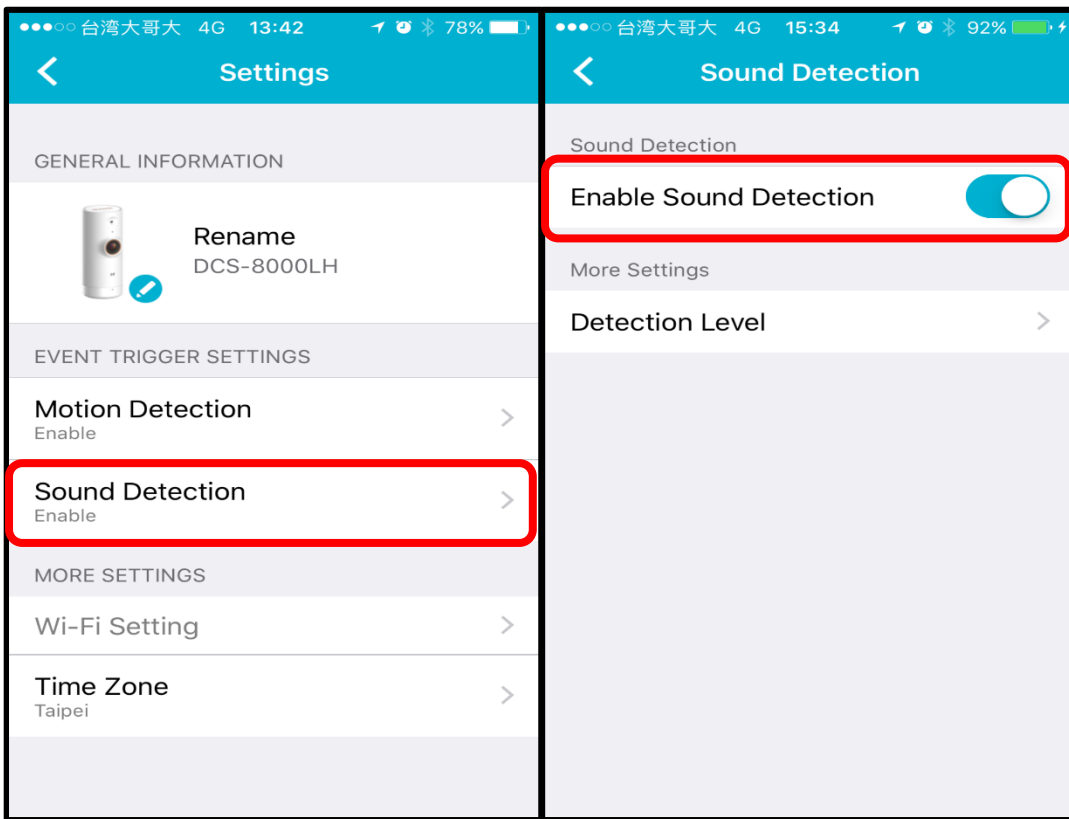 台湾大哥大 4G 13:42 78%
Settings
GENERAL INFORMATION
Rename
DCS-8000LH
EVENT TRIGGER SETTINGS
Motion Detection
Enable
Sound Detection
Enable
MORE SETTINGS
Wi-Fi Setting
Time Zone
Taipei
台湾大哥大 4G 15:34 92%
Sound Detection
Sound Detection
Enable Sound Detection
More Settings
Detection Level